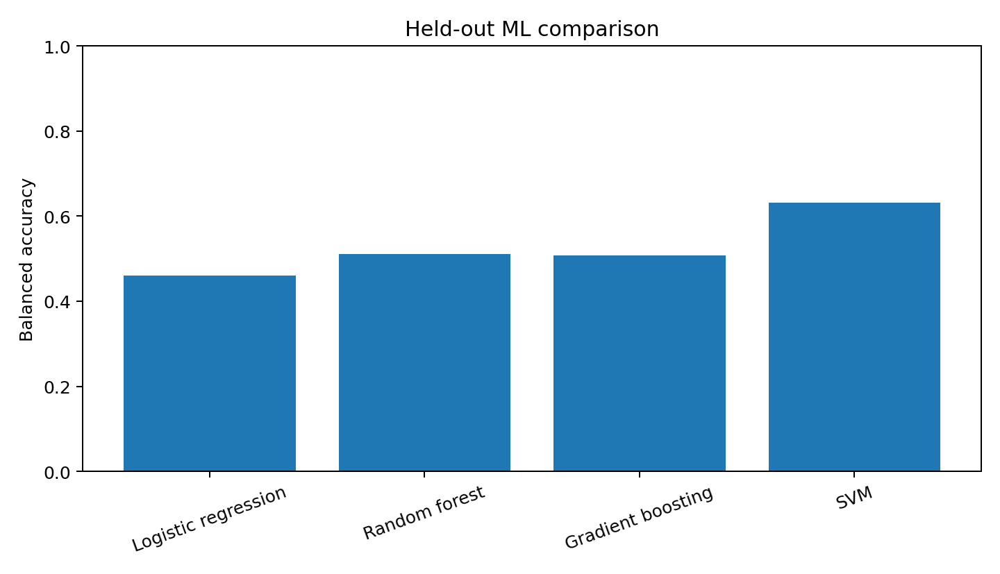 Held-out ML comparison
Balanced accuracy
1.0
0.8
0.6
0.4
0.2
0.0
Logistic regression
Random forest
Gradient boosting
SVM